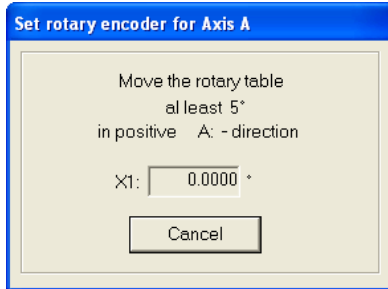 Set rotary encoder for Axis A
Move the rotary table
al least 5°
in positive A: - direction
X1: 0.0000 °
Cancel